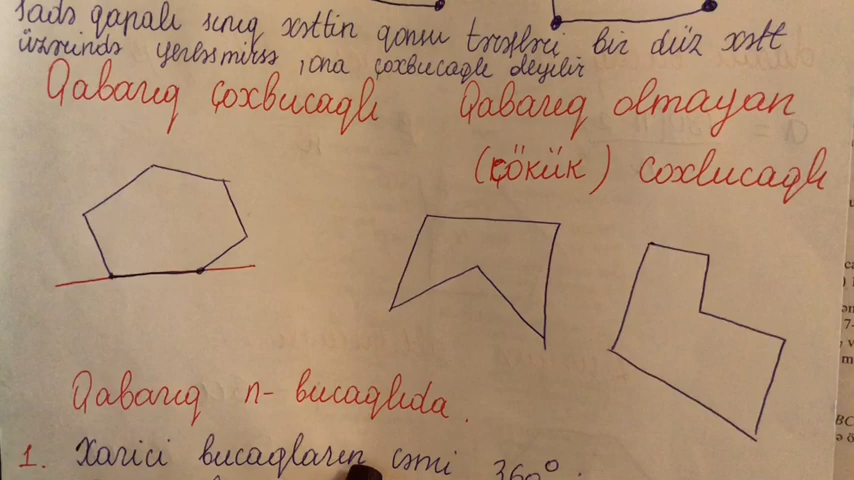 sadə qapalı sınıq xəttin qonşu tərəfləri bir düz xətt
üzərində yerləşmirsə, ona çoxbucaqlı deyilir
Qabarıq çoxbucaqlı
Qabarıq olmayan
(çökük) çoxbucaqlı
Qabarıq n-bucaqlıda.
1. Xarici bucaqların cəmi 360°.